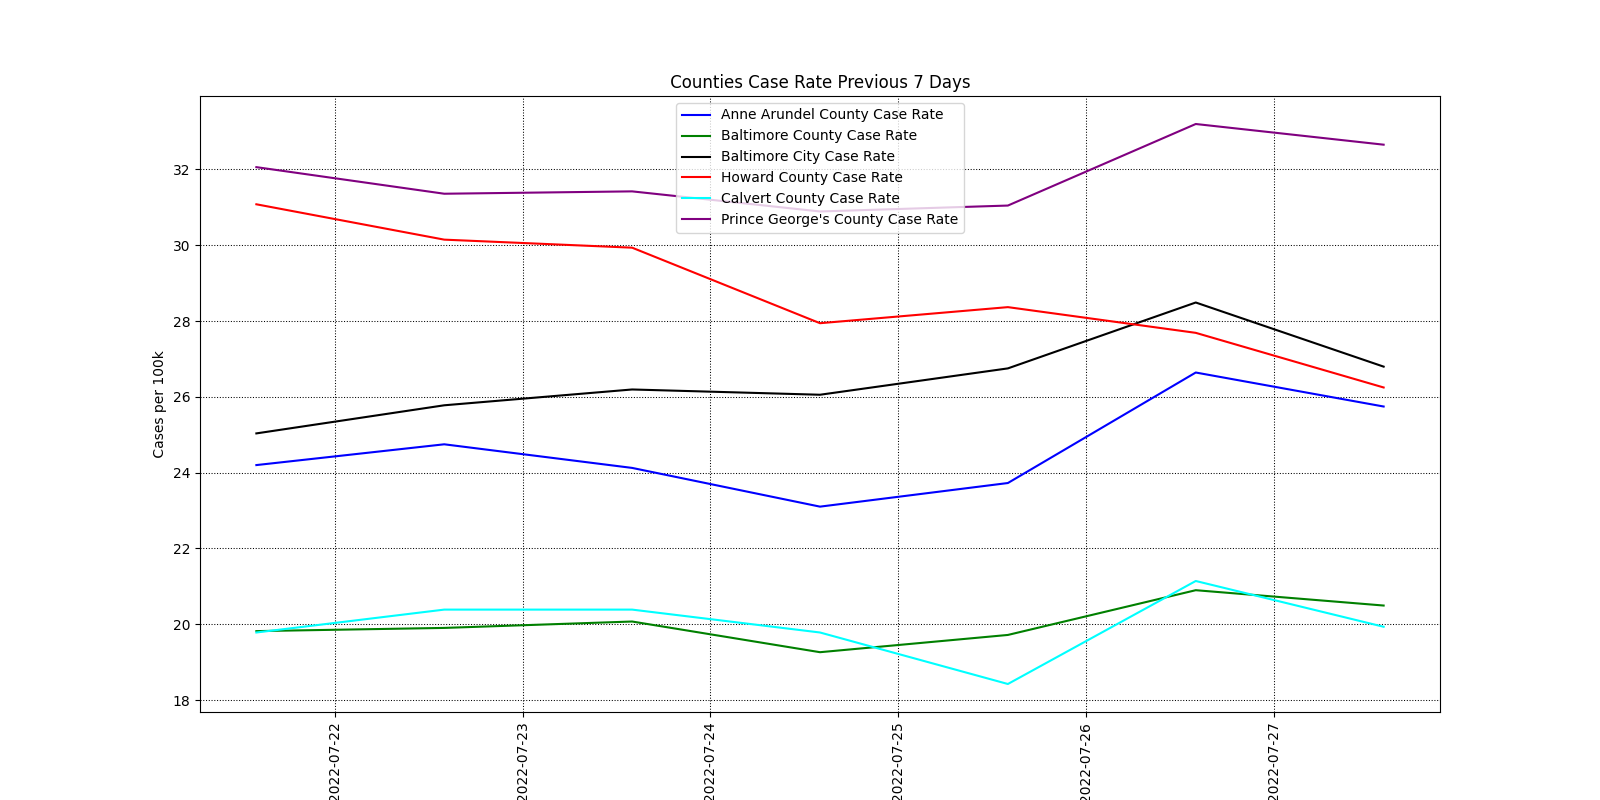 Counties Case Rate Previous 7 Days
Anne Arundel County Case Rate
Baltimore County Case Rate
Baltimore City Case Rate
Howard County Case Rate
Calvert County Case Rate
Prince George's County Case Rate
Cases per 100k
32
30
28
26
24
22
20
18
2022-07-22
2022-07-23
2022-07-24
2022-07-25
2022-07-26
2022-07-27